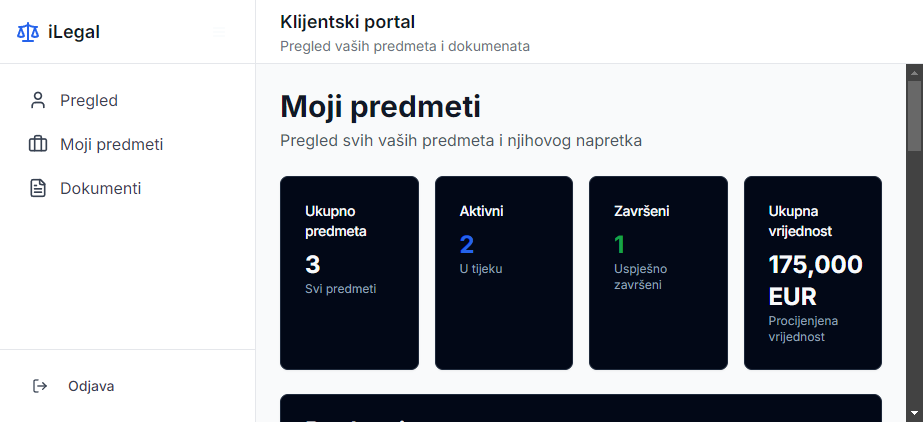 iLegal
Klijentski portal
Pregled vaših predmeta i dokumenata
Pregled
Moji predmeti
Dokumenti
Odjava
Moji predmeti
Pregled svih vaših predmeta i njihovog napretka
Ukupno
predmeta
3
Svi predmeti
Aktivni
2
U tijeku
Završeni
1
Uspješno
završeni
Ukupna
vrijednost
175,000
EUR
Procijenjena
vrijednost